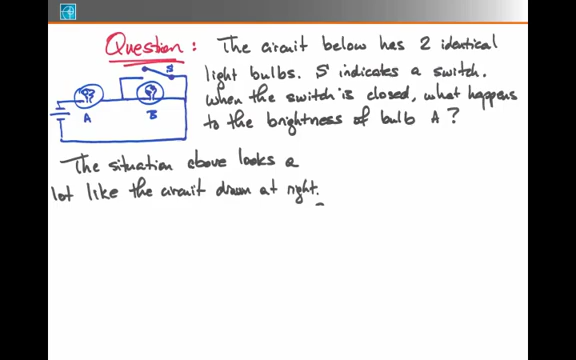 Question : The circuit below has 2 identical
light bulbs. S indicates a switch.
When the switch is closed, what happens
to the brightness of bulb A ?
S
A
B
The situation above looks a
lot like the circuit drawn at right.